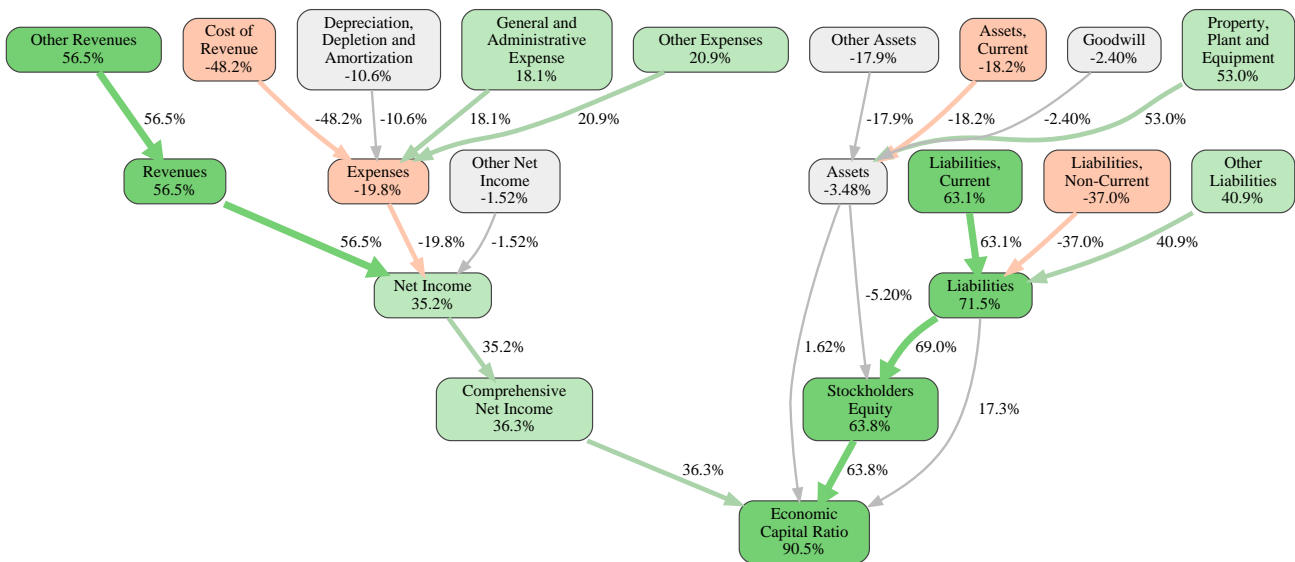 Other Revenues
56.5%
Cost of
Revenue
-48.2%
Depreciation,
Depletion and
Amortization
-10.6%
General and
Administrative
Expense
18.1%
Other Expenses
20.9%
Other Assets
-17.9%
Assets,
Current
-18.2%
Goodwill
-2.40%
Property,
Plant and
Equipment
53.0%
56.5%
-48.2%
-10.6%
18.1%
20.9%
-17.9%
-18.2%
-2.40%
53.0%
Revenues
56.5%
Expenses
-19.8%
Other Net
Income
-1.52%
Assets
-3.48%
Liabilities,
Current
63.1%
Liabilities,
Non-Current
-37.0%
Other
Liabilities
40.9%
56.5%
-19.8%
-1.52%
63.1%
-37.0%
40.9%
Net Income
35.2%
-5.20%
Liabilities
71.5%
35.2%
1.62%
69.0%
Comprehensive
Net Income
36.3%
Stockholders
Equity
63.8%
17.3%
36.3%
63.8%
Economic
Capital Ratio
90.5%